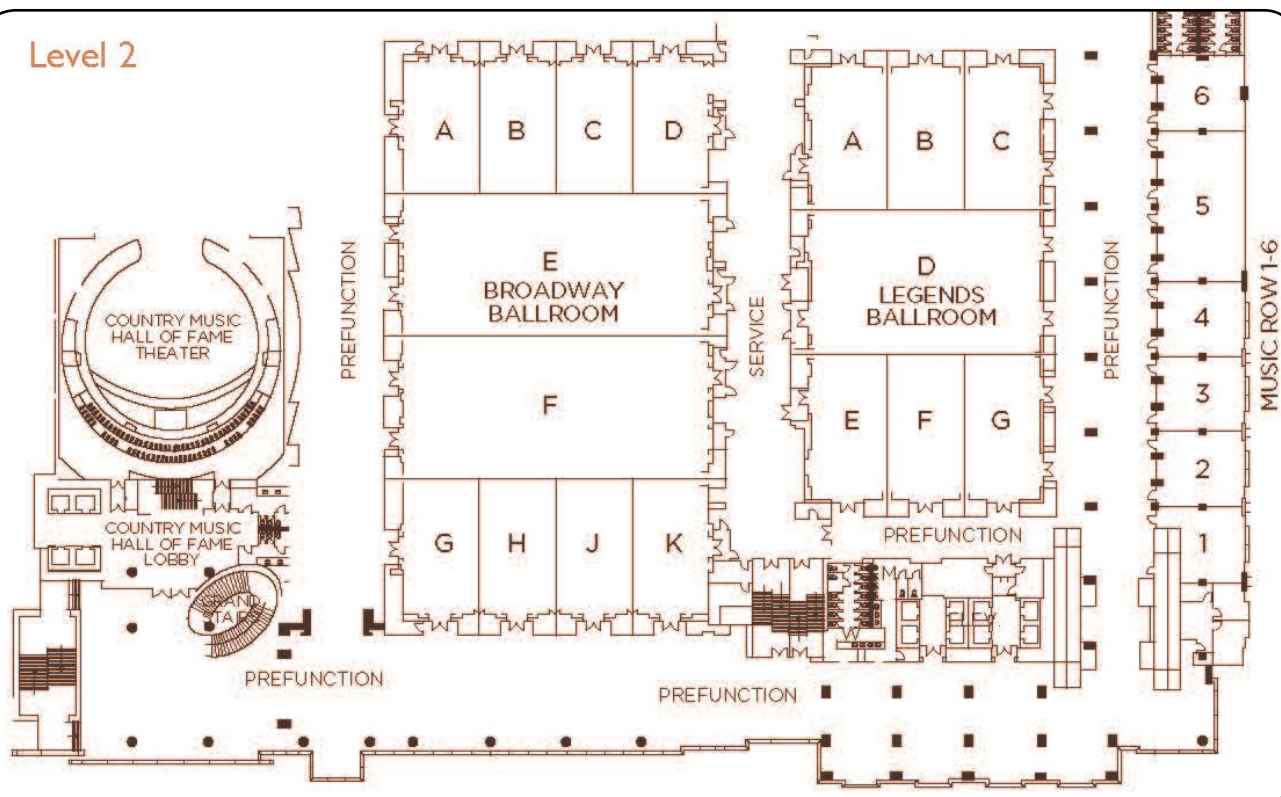 Level 2
A
B
C
D
A
B
C
6
5
4
3
2
1
MUSIC ROW 1-6
PREFUNCTION
E
BROADWAY
BALLROOM
SERVICE
D
LEGENDS
BALLROOM
PREFUNCTION
COUNTRY MUSIC
HALL OF FAME
THEATER
F
E
F
G
G
H
J
K
COUNTRY MUSIC
HALL OF FAME
LOBBY
PREFUNCTION
M
PREFUNCTION
PREFUNCTION